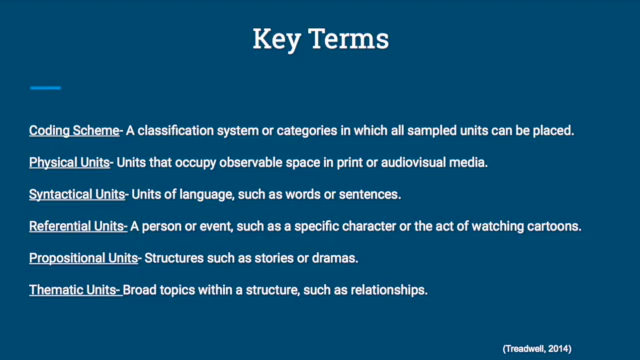 Key Terms
Coding Scheme- A classification system or categories in which all sampled units can be placed.
Physical Units- Units that occupy observable space in print or audiovisual media.
Syntactical Units- Units of language, such as words or sentences.
Referential Units- A person or event, such as a specific character or the act of watching cartoons.
Propositional Units- Structures such as stories or dramas.
Thematic Units- Broad topics within a structure, such as relationships.
(Treadwell, 2014)